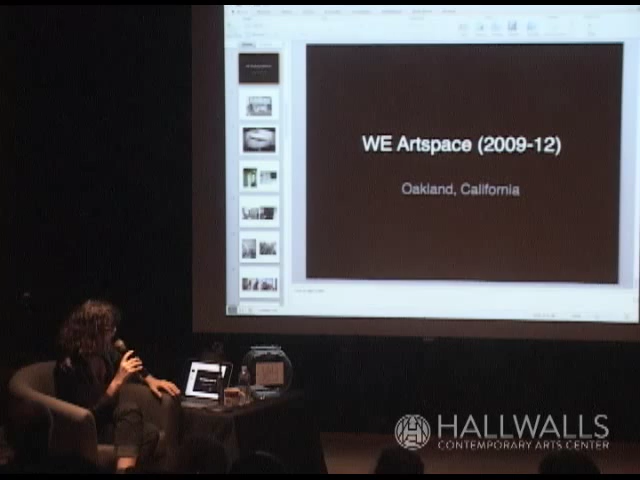 WE Artspace (2009-12)
Oakland, California
HALLWALLS
CONTEMPORARY ARTS CENTER